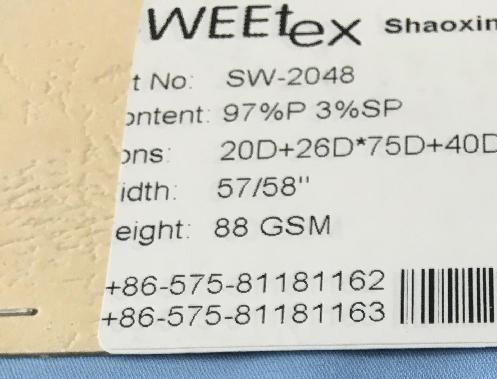 WEEtex Shaoxin
t No: SW-2048
ontent: 97%P 3%SP
ons: 20D+26D*75D+40D
idth: 57/58"
eight: 88 GSM
+86-575-81181162
+86-575-81181163